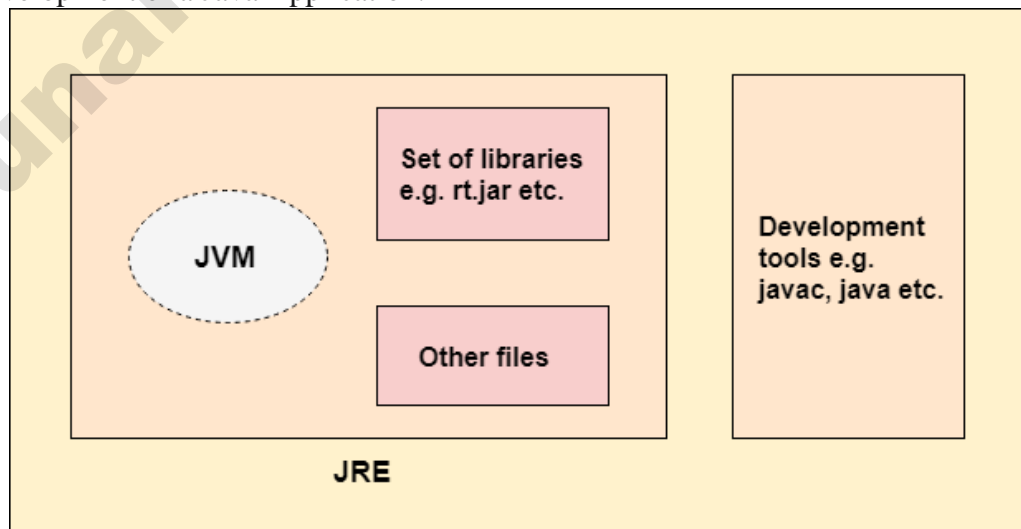 JVM
Set of libraries
e.g. rt.jar etc.
Other files
Development
tools e.g.
javac, java etc.
JRE